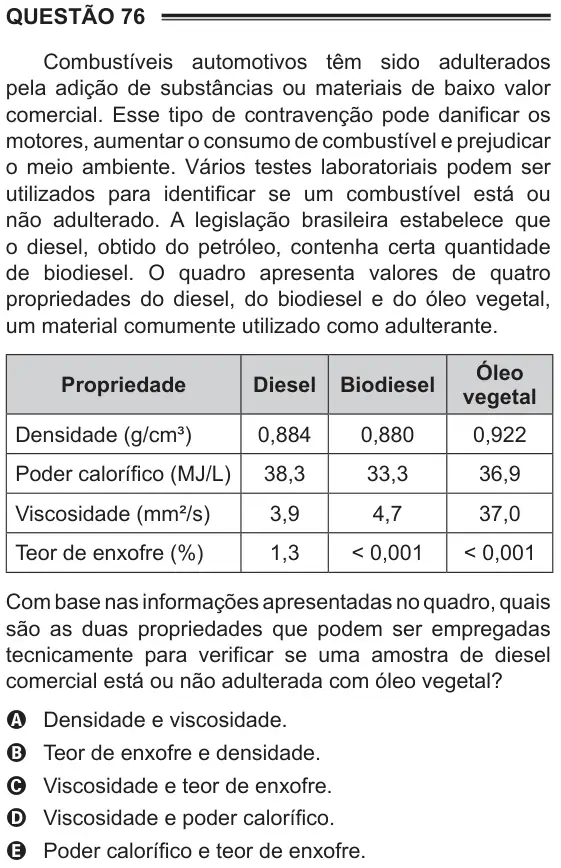 QUESTÃO 76
Combustíveis automotivos têm sido adulterados
pela adição de substâncias ou materiais de baixo valor
comercial. Esse tipo de contravenção pode danificar os
motores, aumentar o consumo de combustível e prejudicar
o meio ambiente. Vários testes laboratoriais podem ser
utilizados para identificar se um combustível está ou
não adulterado. A legislação brasileira estabelece que
o diesel, obtido do petróleo, contenha certa quantidade
de biodiesel. O quadro apresenta valores de quatro
propriedades do diesel, do biodiesel e do óleo vegetal,
um material comumente utilizado como adulterante.
Propriedade Diesel Biodiesel Óleo vegetal
Densidade (g/cm³) 0,884 0,880 0,922
Poder calorífico (MJ/L) 38,3 33,3 36,9
Viscosidade (mm²/s) 3,9 4,7 37,0
Teor de enxofre (%) 1,3 < 0,001 < 0,001
Com base nas informações apresentadas no quadro, quais
são as duas propriedades que podem ser empregadas
tecnicamente para verificar se uma amostra de diesel
comercial está ou não adulterada com óleo vegetal?
A Densidade e viscosidade.
B Teor de enxofre e densidade.
C Viscosidade e teor de enxofre.
D Viscosidade e poder calorífico.
E Poder calorífico e teor de enxofre.